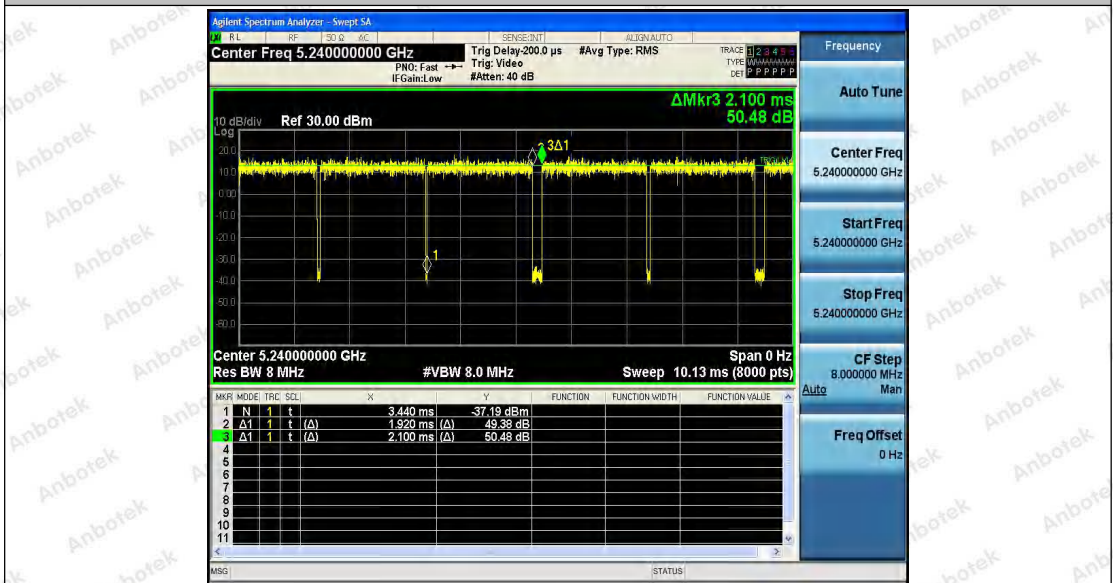 Agilent Spectrum Analyzer - Swept SA
RL RF 50 Ω AC SENSE:INT ALIGNAUTO
Center Freq 5.240000000 GHz
PNO: Fast
IFGain:Low
Trig Delay-200.0 µs
Trig: Video
#Atten: 40 dB
#Avg Type: RMS
TRACE 1 2 3 4 5 6
TYPE
DET P P P P P P
ΔMkr3 2.100 ms
50.48 dB
10 dB/div
Log
Ref 30.00 dBm
20.0
10.0
0.00
-10.0
-20.0
-30.0
-40.0
-50.0
-60.0
3Δ1
1
Center 5.240000000 GHz
Span 0 Hz
Res BW 8 MHz
#VBW 8.0 MHz
Sweep 10.13 ms (8000 pts)
MKR MODE TRC SCL X Y FUNCTION FUNCTION WIDTH FUNCTION VALUE
1 N 1 t 3.440 ms -37.19 dBm
2 Δ1 1 t (Δ) 1.920 ms (Δ) 49.38 dB
3 Δ1 1 t (Δ) 2.100 ms (Δ) 50.48 dB
4
5
6
7
8
9
10
11
MSG
STATUS
Frequency
Auto Tune
Center Freq
5.240000000 GHz
Start Freq
5.240000000 GHz
Stop Freq
5.240000000 GHz
CF Step
8.000000 MHz
Auto Man
Freq Offset
0 Hz
Anbotek